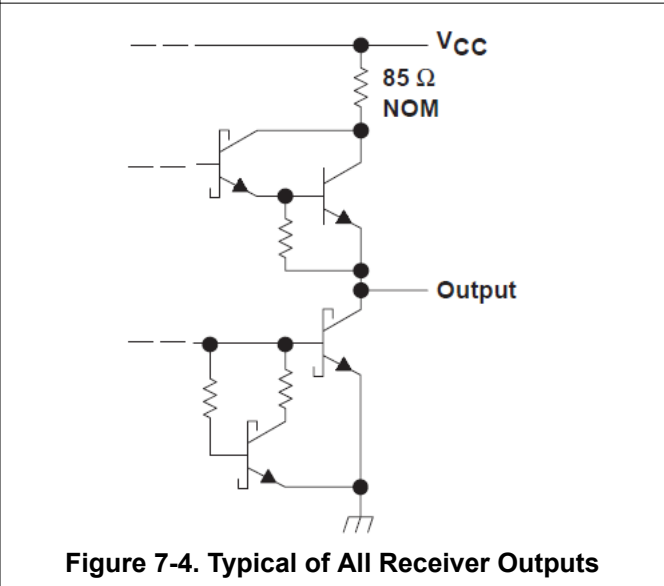 VCC
85 Ω
NOM
Output
Figure 7-4. Typical of All Receiver Outputs